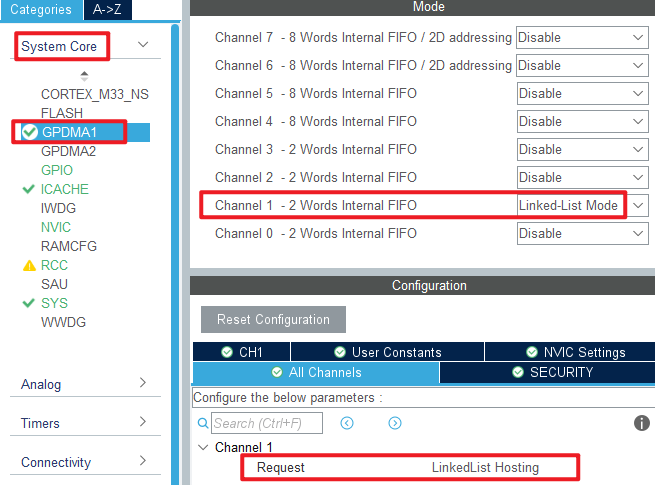 Categories A->Z
System Core
CORTEX_M33_NS
FLASH
GPDMA1
GPDMA2
GPIO
ICACHE
IWDG
NVIC
RAMCFG
RCC
SAU
SYS
WWDG
Analog
Timers
Connectivity
Mode
Channel 7 - 8 Words Internal FIFO / 2D addressing Disable
Channel 6 - 8 Words Internal FIFO / 2D addressing Disable
Channel 5 - 8 Words Internal FIFO Disable
Channel 4 - 8 Words Internal FIFO Disable
Channel 3 - 2 Words Internal FIFO Disable
Channel 2 - 2 Words Internal FIFO Disable
Channel 1 - 2 Words Internal FIFO Linked-List Mode
Channel 0 - 2 Words Internal FIFO Disable
Configuration
Reset Configuration
CH1 User Constants NVIC Settings
All Channels SECURITY
Configure the below parameters :
Search (Ctrl+F)
Channel 1
Request LinkedList Hosting